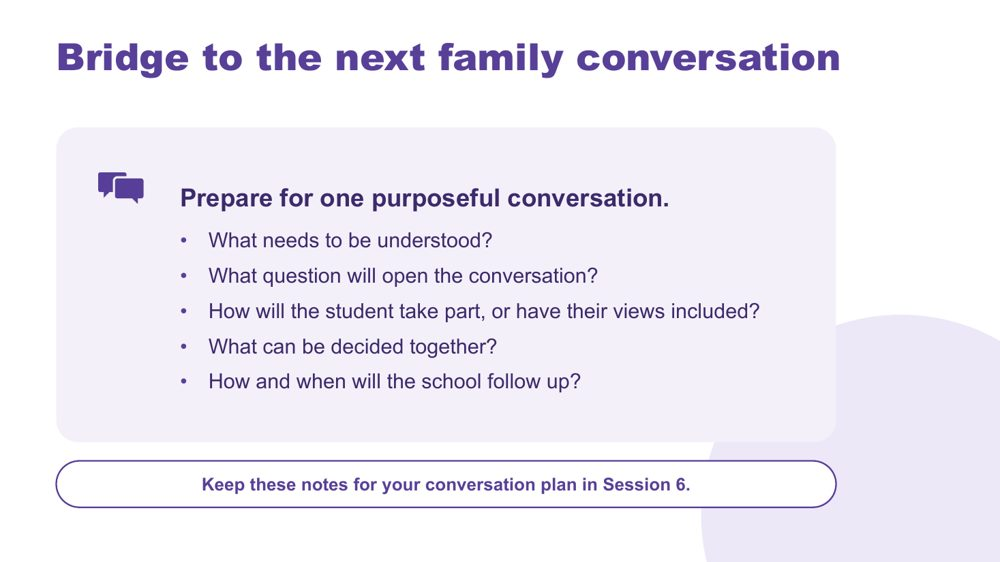 Bridge to the next family conversation
Prepare for one purposeful conversation.
• What needs to be understood?
• What question will open the conversation?
• How will the student take part, or have their views included?
• What can be decided together?
• How and when will the school follow up?
Keep these notes for your conversation plan in Session 6.